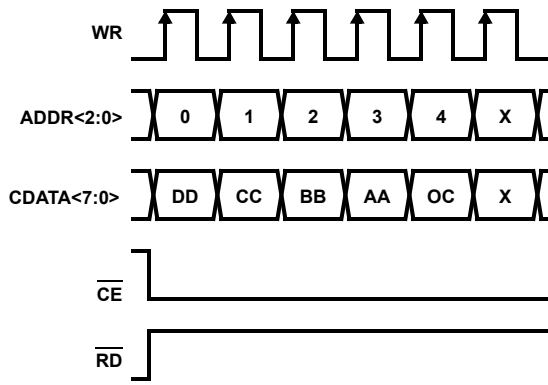 WR
ADDR<2:0> 0 1 2 3 4 X
CDATA<7:0> DD CC BB AA OC X
CE
RD